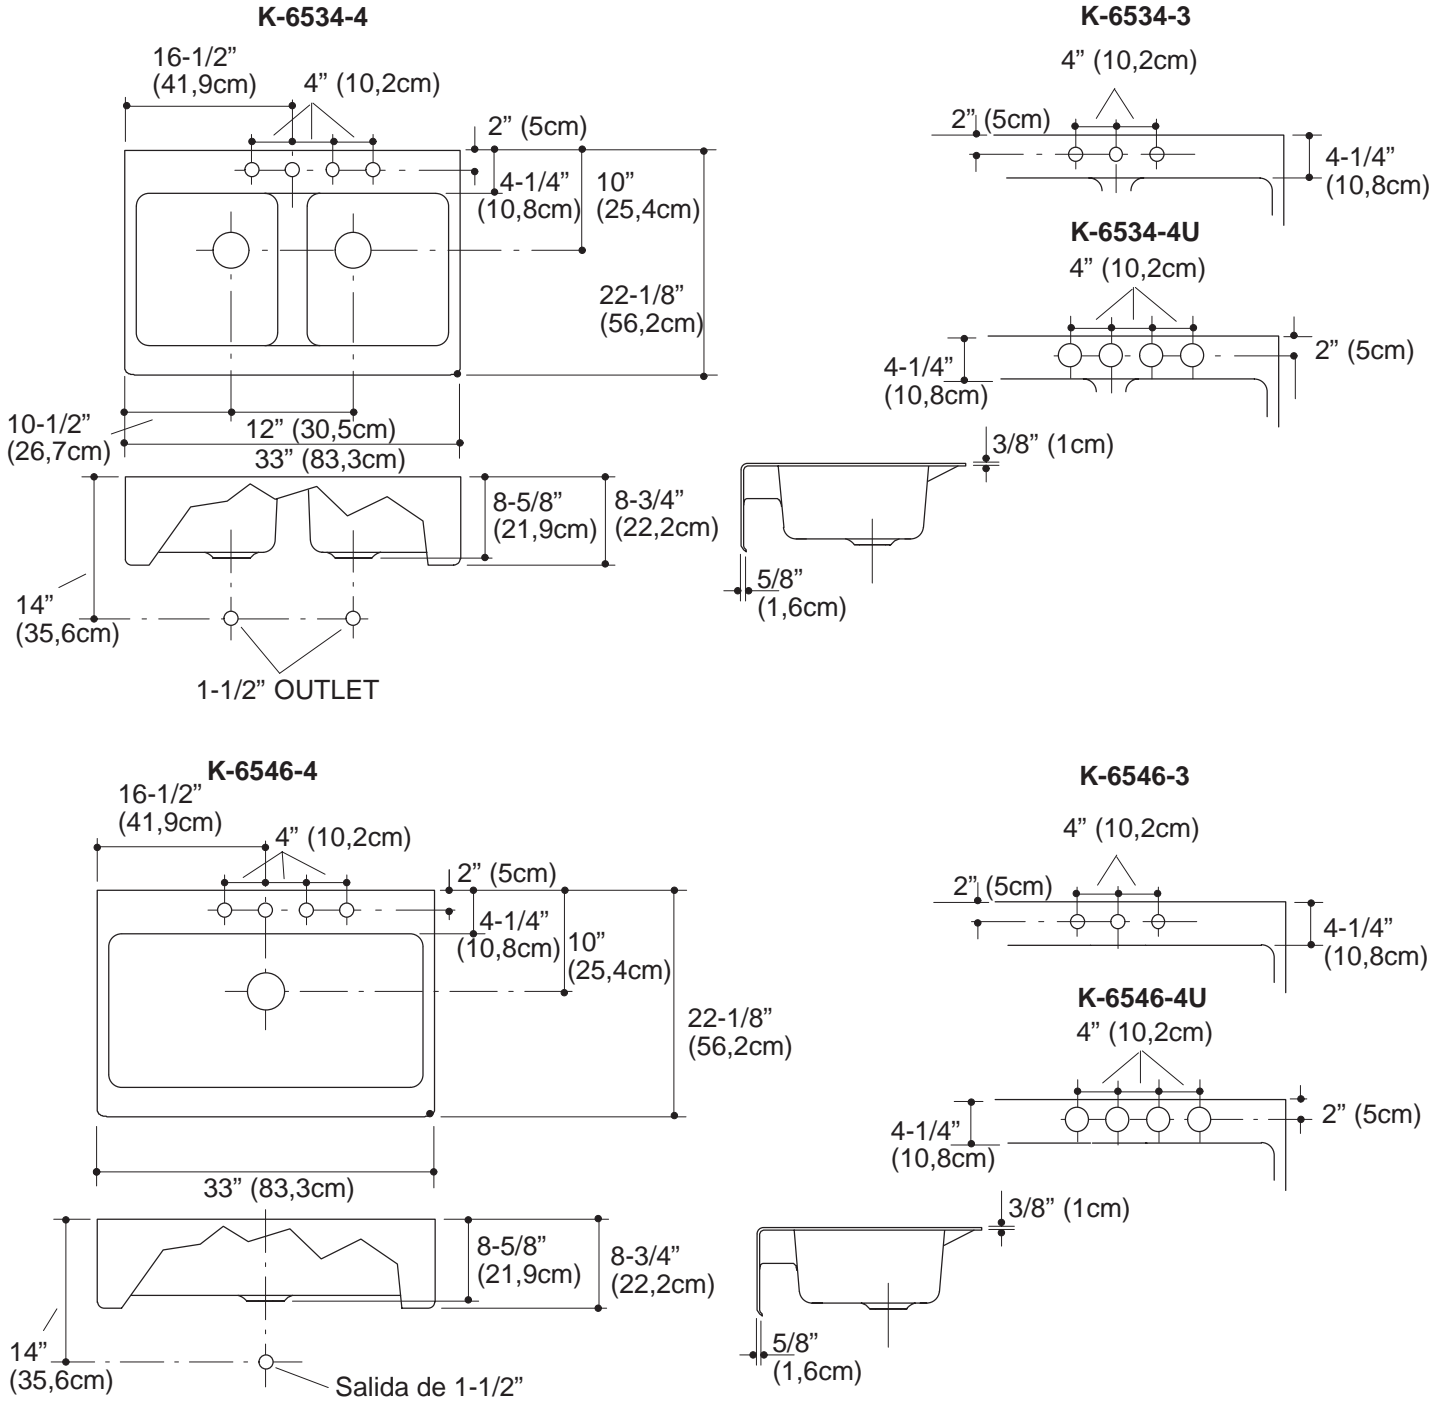 K-6534-4
16-1/2”
(41,9cm)
4” (10,2cm)
2” (5cm)
4-1/4”
(10,8cm)
10”
(25,4cm)
22-1/8”
(56,2cm)
10-1/2”
(26,7cm)
12” (30,5cm)
33” (83,3cm)
8-5/8”
(21,9cm)
8-3/4”
(22,2cm)
14”
(35,6cm)
1-1/2” OUTLET
K-6534-3
4” (10,2cm)
2” (5cm)
4-1/4”
(10,8cm)
K-6534-4U
4” (10,2cm)
4-1/4”
(10,8cm)
2” (5cm)
3/8” (1cm)
5/8”
(1,6cm)
K-6546-4
16-1/2”
(41,9cm)
4” (10,2cm)
2” (5cm)
4-1/4”
(10,8cm)
10”
(25,4cm)
22-1/8”
(56,2cm)
33” (83,3cm)
8-5/8”
(21,9cm)
8-3/4”
(22,2cm)
14”
(35,6cm)
Salida de 1-1/2”
K-6546-3
4” (10,2cm)
2” (5cm)
4-1/4”
(10,8cm)
K-6546-4U
4” (10,2cm)
4-1/4”
(10,8cm)
2” (5cm)
3/8” (1cm)
5/8”
(1,6cm)